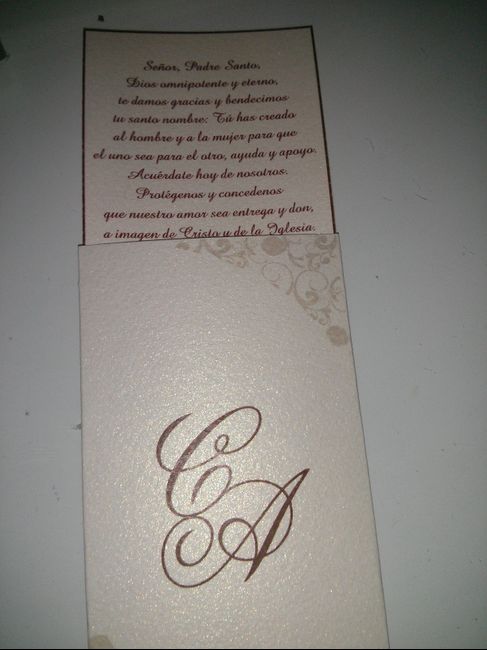 Señor, Padre Santo,
Dios omnipotente y eterno,
te damos gracias y bendecimos
tu santo nombre: Tú has creado
al hombre y a la mujer para que
el uno sea para el otro, ayuda y apoyo.
Acuérdate hoy de nosotros.
Protégenos y concedenos
que nuestro amor sea entrega y don,
a imagen de Cristo y de la Iglesia.
C
A